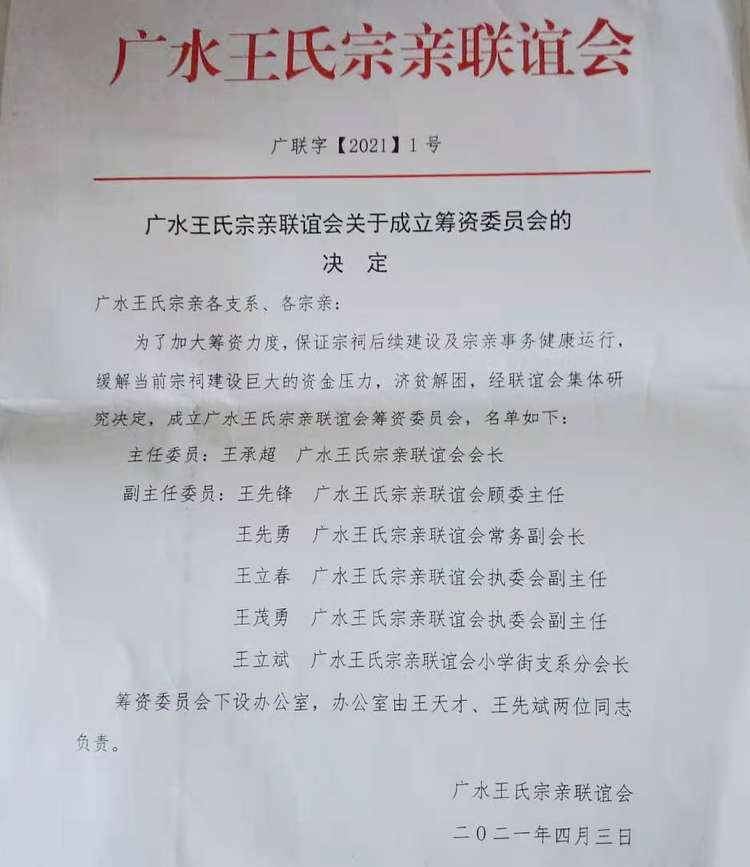 广水王氏宗亲联谊会
广联字【2021】1号
广水王氏宗亲联谊会关于成立筹资委员会的
决 定
广水王氏宗亲各支系、各宗亲：
为了加大筹资力度，保证宗祠后续建设及宗亲事务健康运行，
缓解当前宗祠建设巨大的资金压力，济贫解困，经联谊会集体研
究决定，成立广水王氏宗亲联谊会筹资委员会，名单如下：
主任委员：王承超 广水王氏宗亲联谊会会长
副主任委员：王先锋 广水王氏宗亲联谊会顾委主任
王先勇 广水王氏宗亲联谊会常务副会长
王立春 广水王氏宗亲联谊会执委会副主任
王茂勇 广水王氏宗亲联谊会执委会副主任
王立斌 广水王氏宗亲联谊会小学街支系分会长
筹资委员会下设办公室，办公室由王天才、王先斌两位同志
负责。
广水王氏宗亲联谊会
二〇二一年四月三日